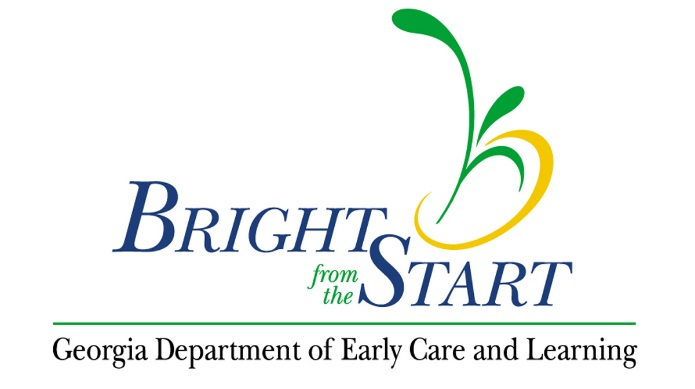 BRIGHT
from
the START
Georgia Department of Early Care and Learning